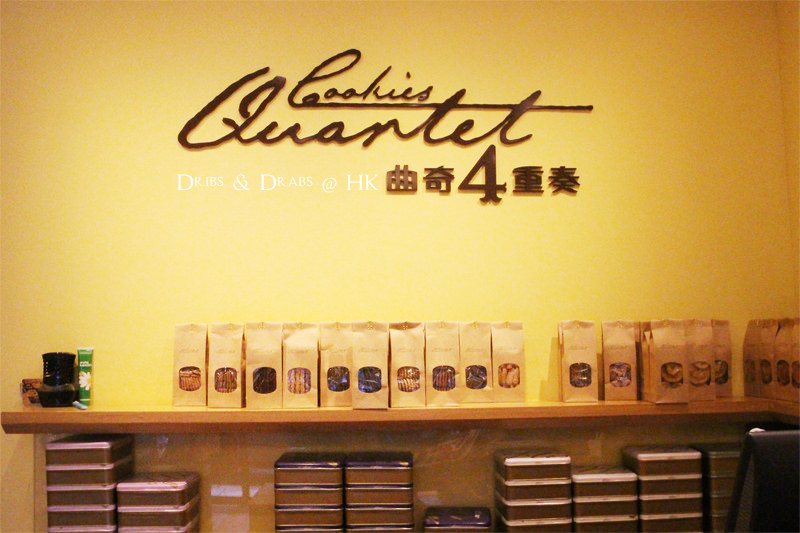 Cookies
Quartet
DRIBS & DRABS @ HK 曲奇4重奏